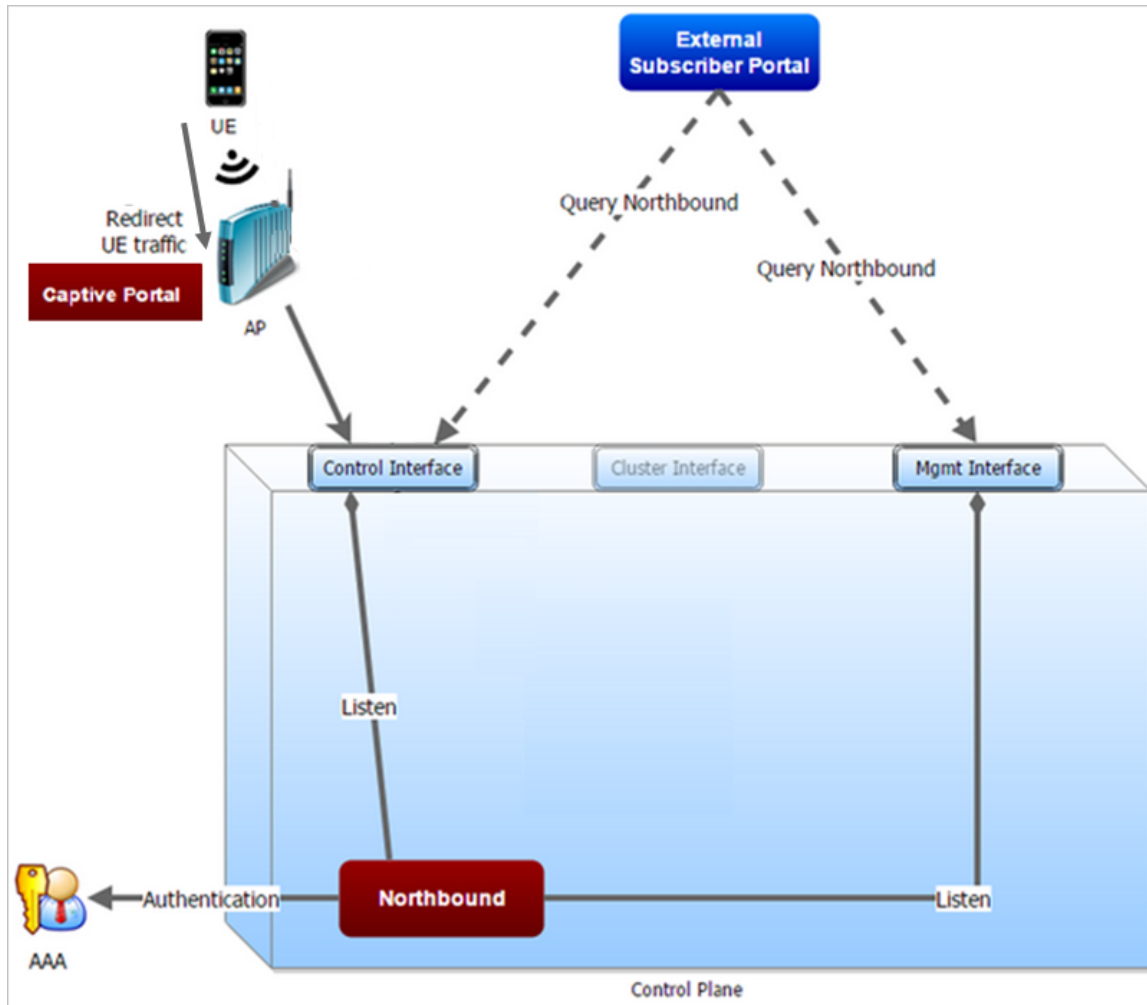 External
Subscriber Portal
UE
Query Northbound
Redirect
UE traffic
Query Northbound
Captive Portal
AP
Control Interface
Cluster Interface
Mgmt Interface
Listen
Northbound
Authentication
Listen
AAA
Control Plane